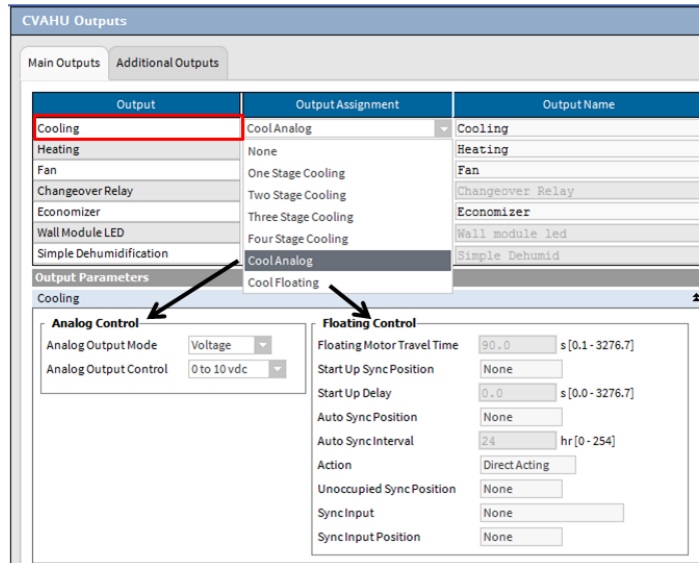 CVAHU Outputs
Main Outputs Additional Outputs
Output Output Assignment Output Name
Cooling Cool Analog Cooling
Heating None Heating
Fan One Stage Cooling Fan
Changeover Relay Two Stage Cooling Changeover Relay
Economizer Three Stage Cooling Economizer
Wall Module LED Four Stage Cooling Wall module led
Simple Dehumidification Cool Analog Simple Dehumid
Output Parameters Cool Floating
Cooling
Analog Control
Analog Output Mode Voltage
Analog Output Control 0 to 10 vdc
Floating Control
Floating Motor Travel Time 90.0 s [0.1 - 3276.7]
Start Up Sync Position None
Start Up Delay 0.0 s [0.0 - 3276.7]
Auto Sync Position None
Auto Sync Interval 24 hr [0 - 254]
Action Direct Acting
Unoccupied Sync Position None
Sync Input None
Sync Input Position None